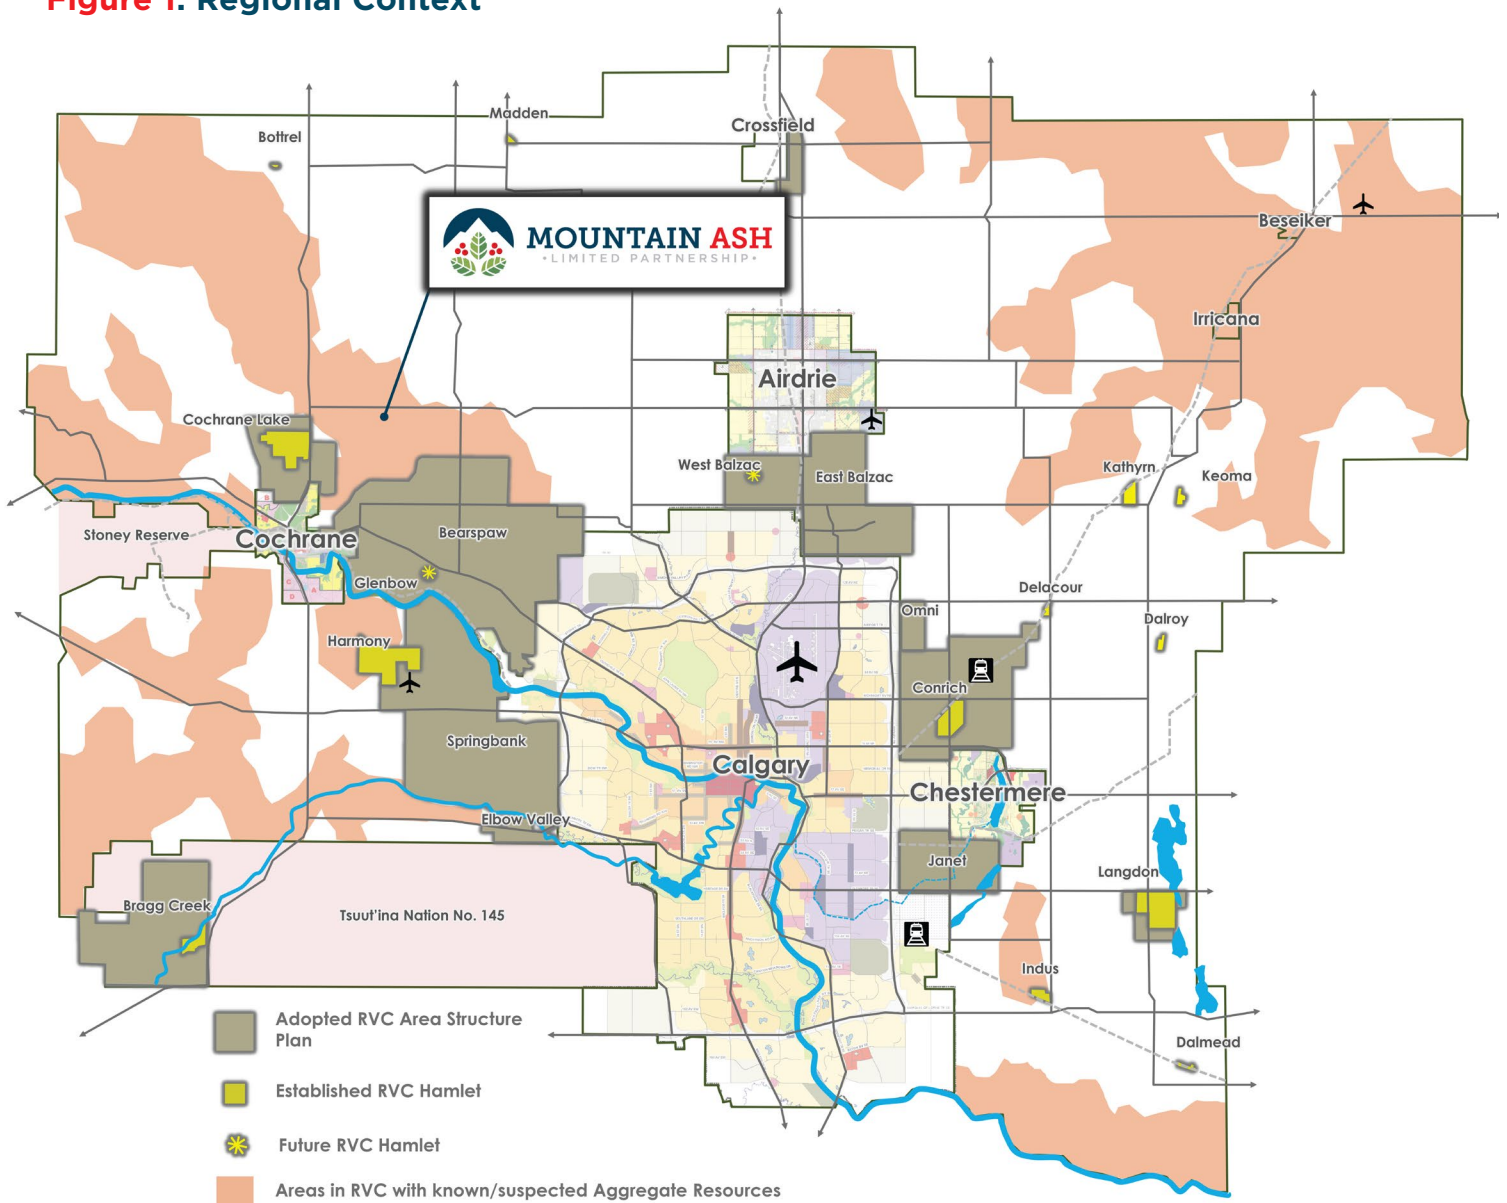 Figure 1: Regional Context
Madden
Bottrel
Crossfield
MOUNTAIN ASH
•LIMITED PARTNERSHIP•
Beseiker
Irricana
Airdrie
Cochrane Lake
West Balzac
East Balzac
Kathyrn
Keoma
Stoney Reserve
Cochrane
Bearspaw
Glenbow
Delacour
Omni
Dalroy
Harmony
Conrich
Springbank
Calgary
Chestermere
Elbow Valley
Janet
Langdon
Bragg Creek
Tsuut'ina Nation No. 145
Indus
Dalmead
Adopted RVC Area Structure
Plan
Established RVC Hamlet
Future RVC Hamlet
Areas in RVC with known/suspected Aggregate Resources